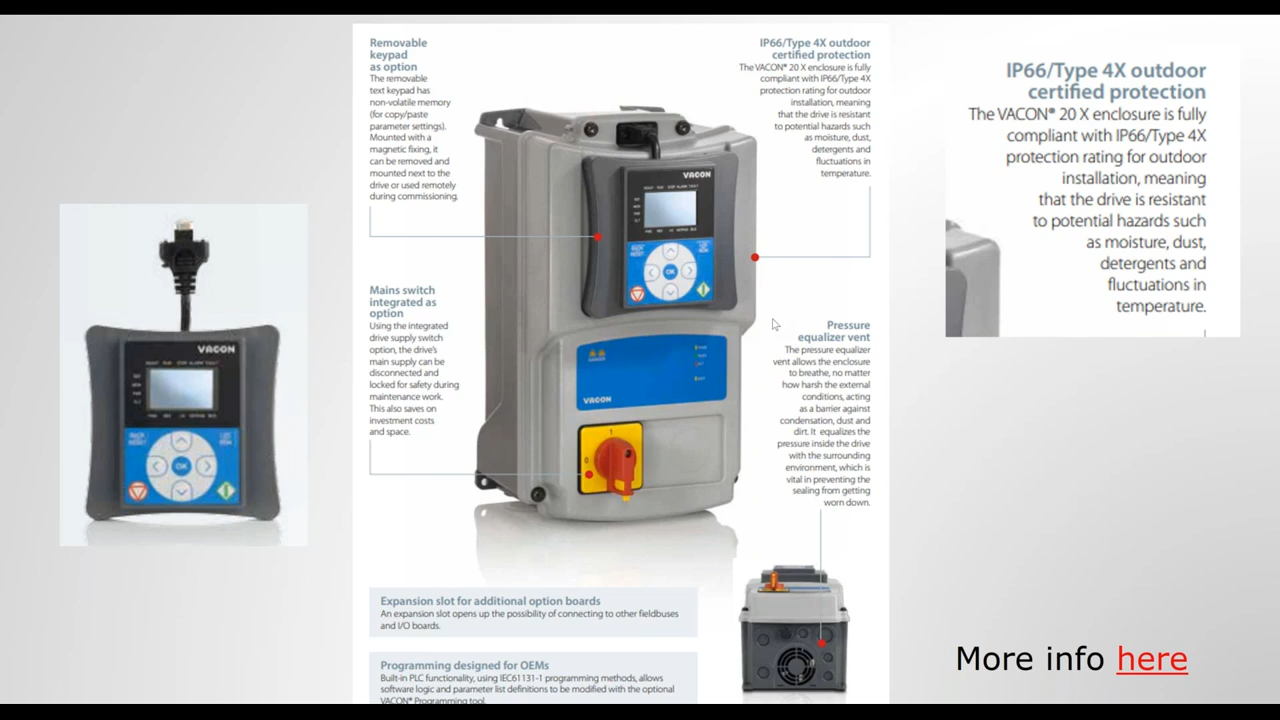 Removable
keypad
as option
The removable
text keypad has
non-volatile memory
(for copy/paste
parameter settings).
Mounted with a
magnetic fixing, it
can be removed and
mounted next to the
drive or used remotely
during commissioning.
Mains switch
integrated as
option
Using the integrated
drive supply switch
option, the drive's
main supply can be
disconnected and
locked for safety during
maintenance work.
This also saves on
investment costs
and space.
IP66/Type 4X outdoor
certified protection
The VACON® 20 X enclosure is fully
compliant with IP66/Type 4X
protection rating for outdoor
installation, meaning
that the drive is resistant
to potential hazards such
as moisture, dust,
detergents and
fluctuations in
temperature.
Pressure
equalizer vent
The pressure equalizer
vent allows the enclosure
to breathe, no matter
how harsh the external
conditions, acting
as a barrier against
condensation, dust and
dirt. It equalizes the
pressure inside the drive
with the surrounding
environment, which is
vital in preventing the
sealing from getting
worn down.
VACON
OK
VACON
1
0
VACON
OK
Expansion slot for additional option boards
An expansion slot opens up the possibility of connecting to other fieldbuses
and I/O boards.
Programming designed for OEMs
Built-in PLC functionality, using IEC61131-1 programming methods, allows
software logic and parameter list definitions to be modified with the optional
VACON® Programming tool.
IP66/Type 4X outdoor
certified protection
The VACON® 20 X enclosure is fully
compliant with IP66/Type 4X
protection rating for outdoor
installation, meaning
that the drive is resistant
to potential hazards such
as moisture, dust,
detergents and
fluctuations in
temperature.
More info here